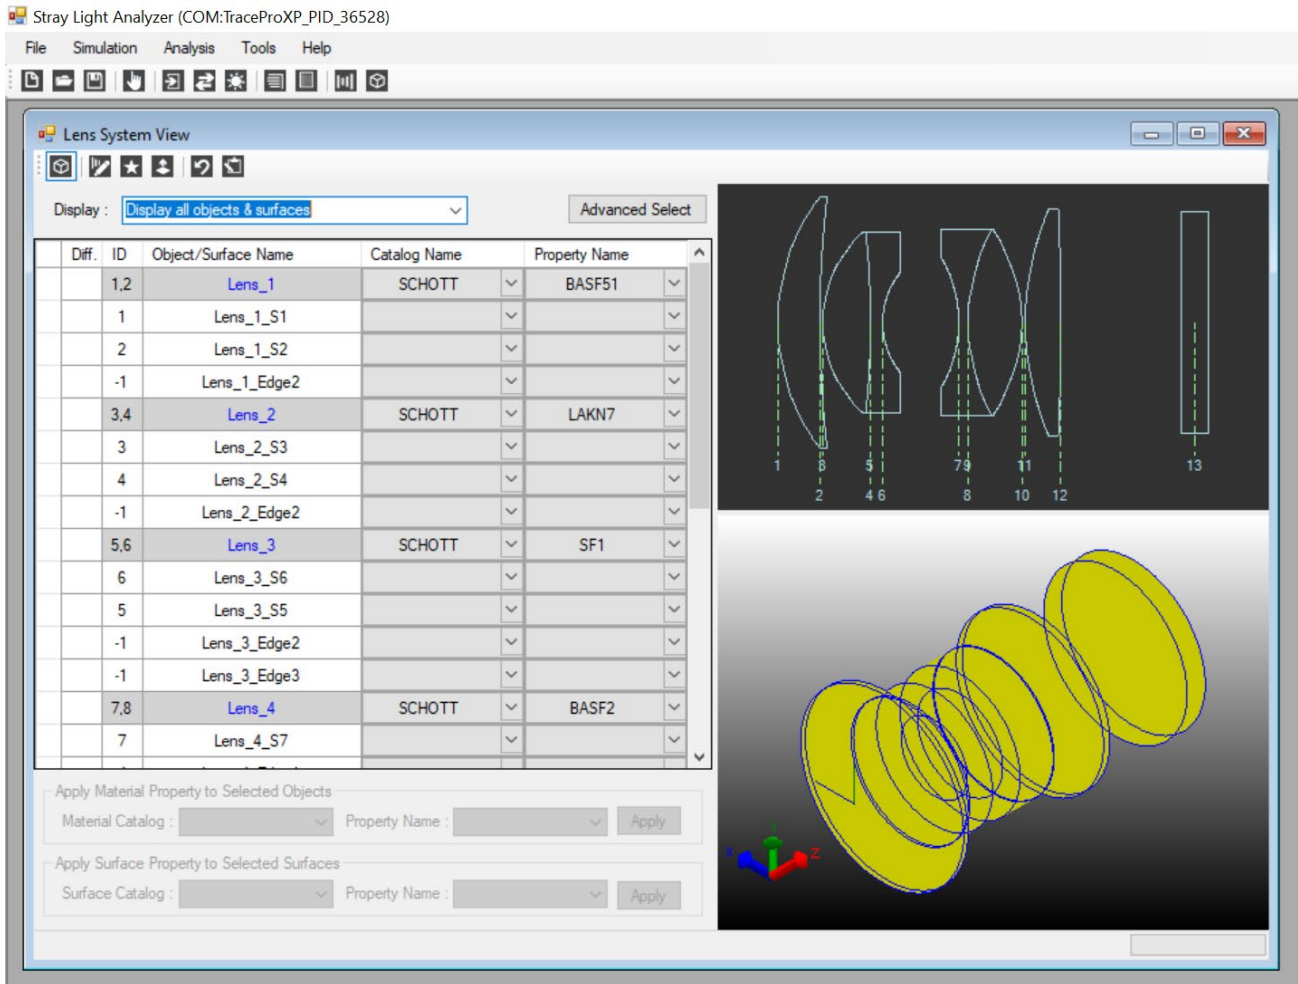 Stray Light Analyzer (COM:TraceProXP_PID_36528)
File Simulation Analysis Tools Help
Lens System View
Display : Display all objects & surfaces Advanced Select
Diff. ID Object/Surface Name Catalog Name Property Name
1,2 Lens_1 SCHOTT BASF51
1 Lens_1_S1
2 Lens_1_S2
-1 Lens_1_Edge2
3,4 Lens_2 SCHOTT LAKN7
3 Lens_2_S3
4 Lens_2_S4
-1 Lens_2_Edge2
5,6 Lens_3 SCHOTT SF1
6 Lens_3_S6
5 Lens_3_S5
-1 Lens_3_Edge2
-1 Lens_3_Edge3
7,8 Lens_4 SCHOTT BASF2
7 Lens_4_S7
Apply Material Property to Selected Objects
Material Catalog : Property Name : Apply
Apply Surface Property to Selected Surfaces
Surface Catalog : Property Name : Apply
1 3 5 7 9 11 13
2 4 6 8 10 12
X Z